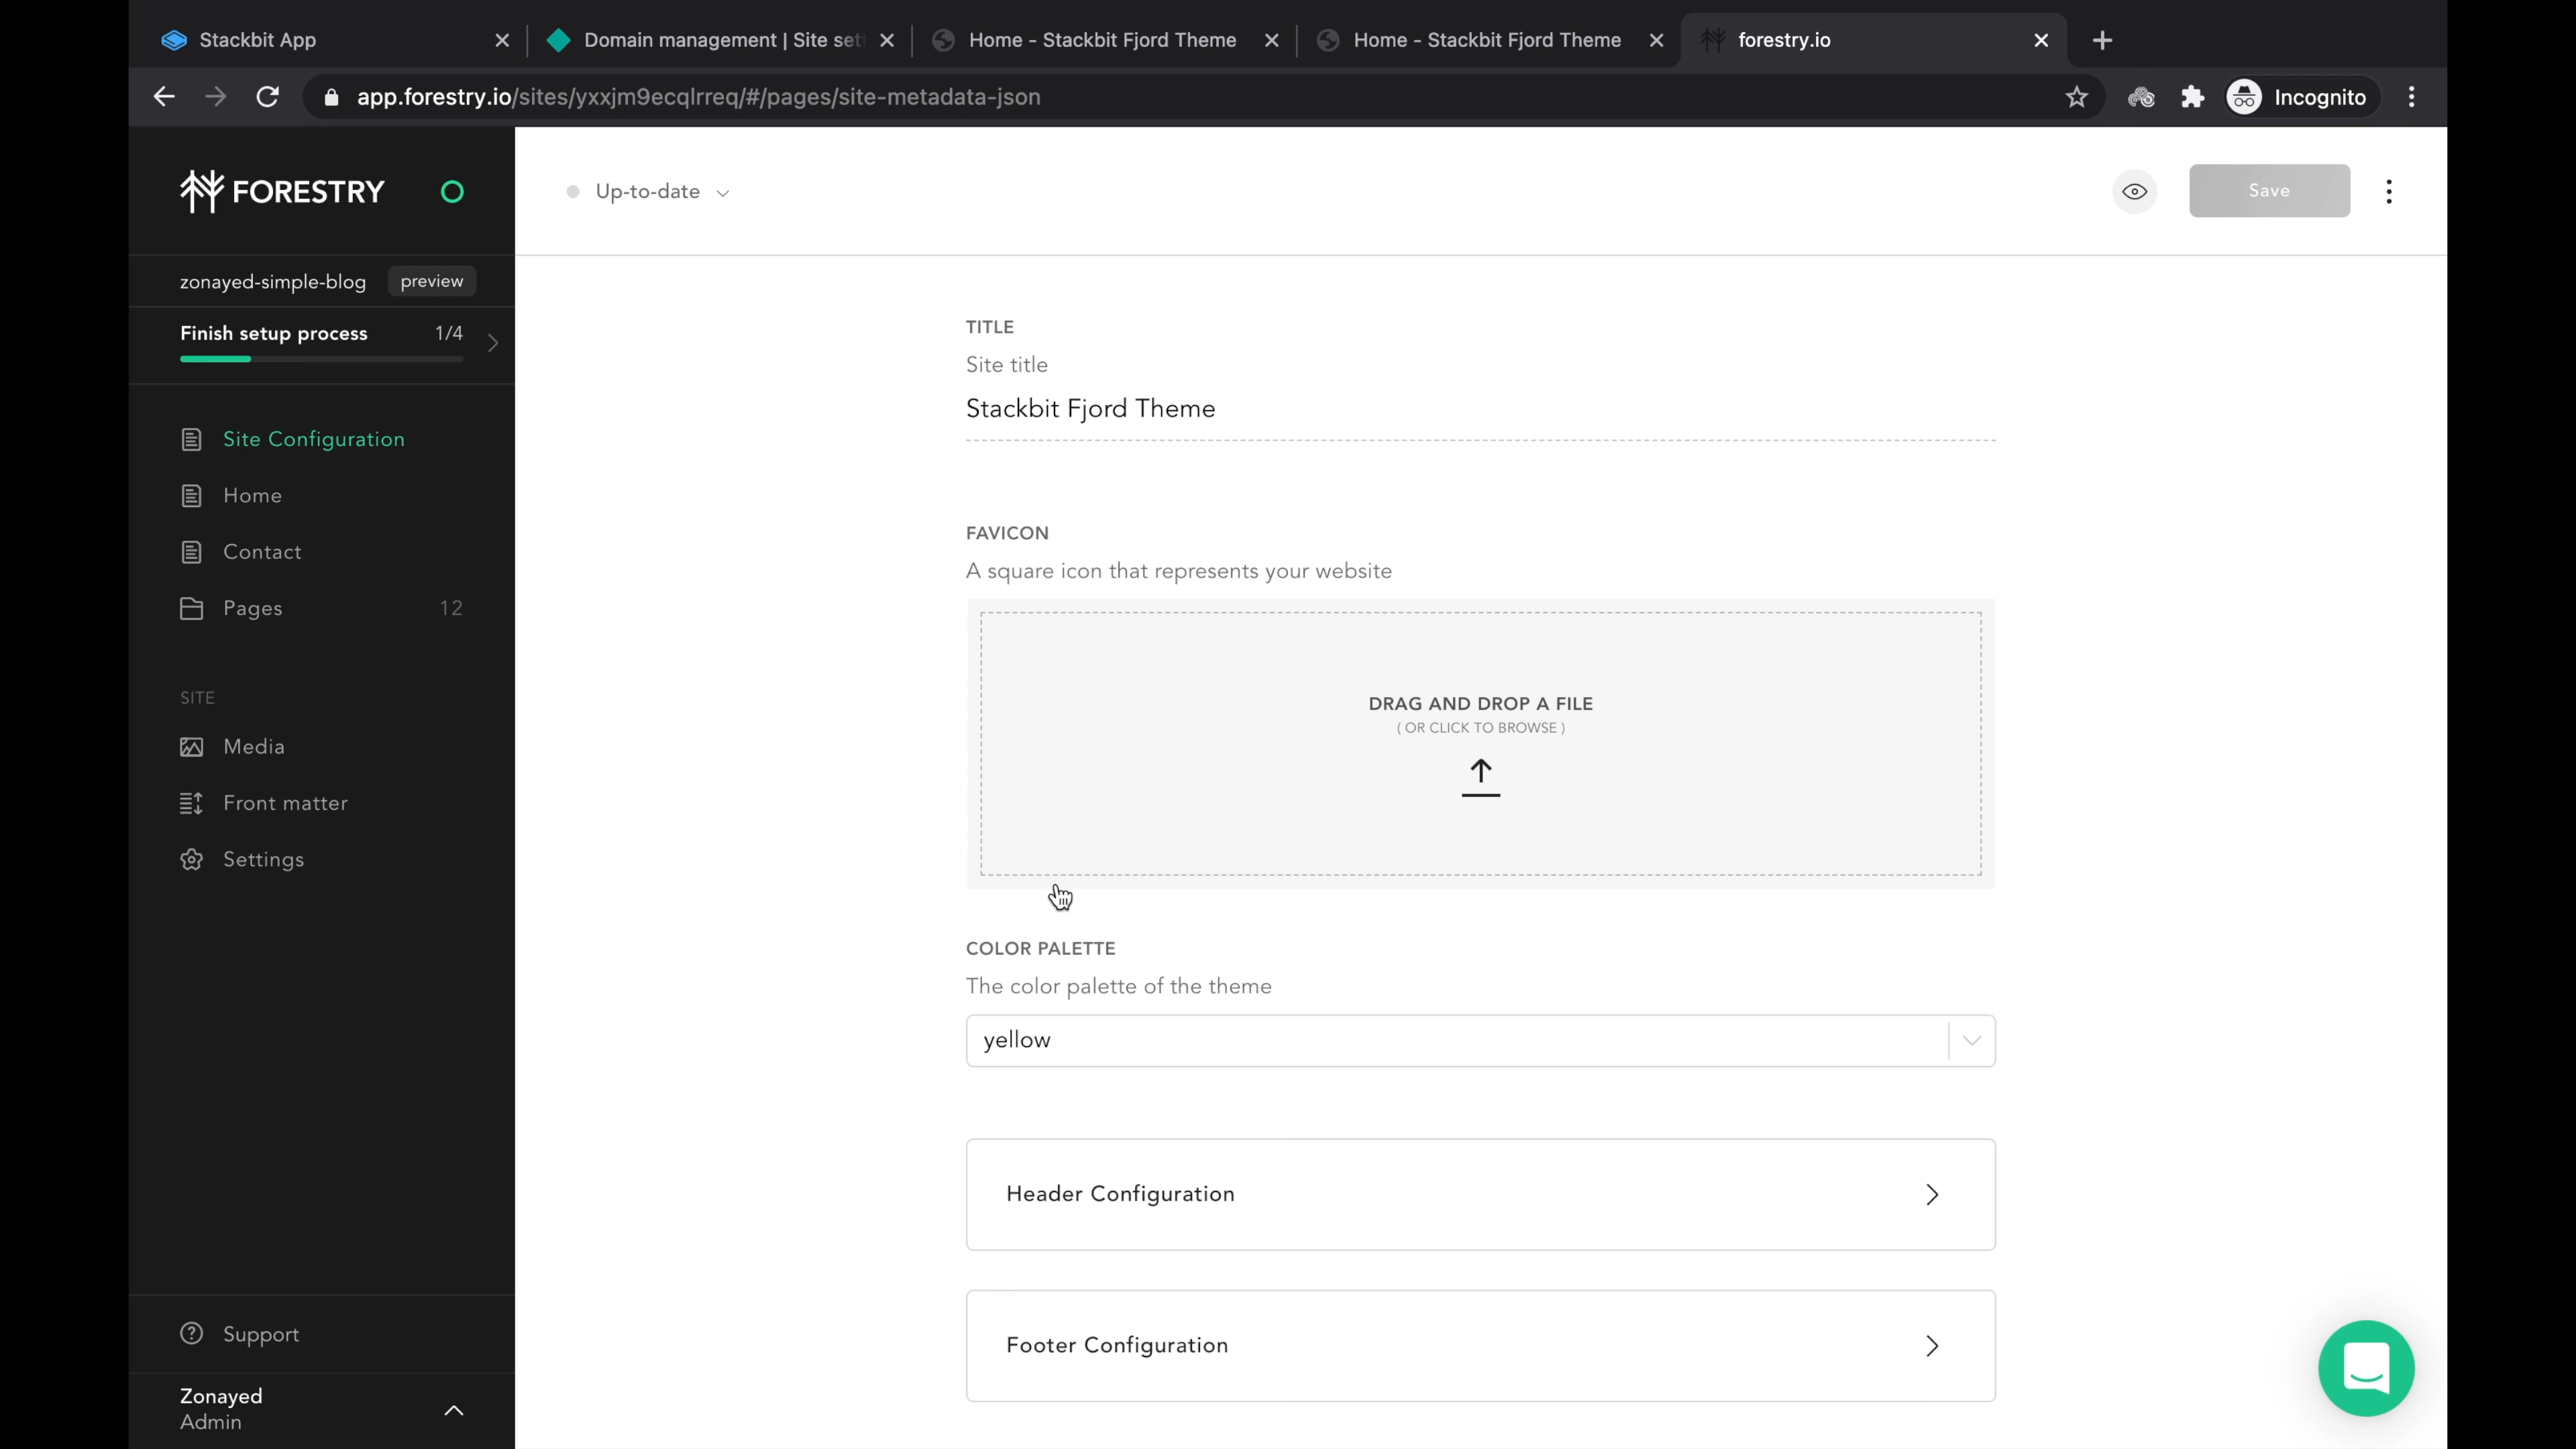 Stackbit App
Domain management | Site set
Home - Stackbit Fjord Theme
Home - Stackbit Fjord Theme
forestry.io
app.forestry.io/sites/yxxjm9ecqlrreq/#/pages/site-metadata-json
Incognito
FORESTRY
Up-to-date
Save
zonayed-simple-blog preview
Finish setup process 1/4
Site Configuration
Home
Contact
Pages 12
SITE
Media
Front matter
Settings
Support
Zonayed
Admin
TITLE
Site title
Stackbit Fjord Theme
FAVICON
A square icon that represents your website
DRAG AND DROP A FILE
( OR CLICK TO BROWSE )
COLOR PALETTE
The color palette of the theme
yellow
Header Configuration
Footer Configuration